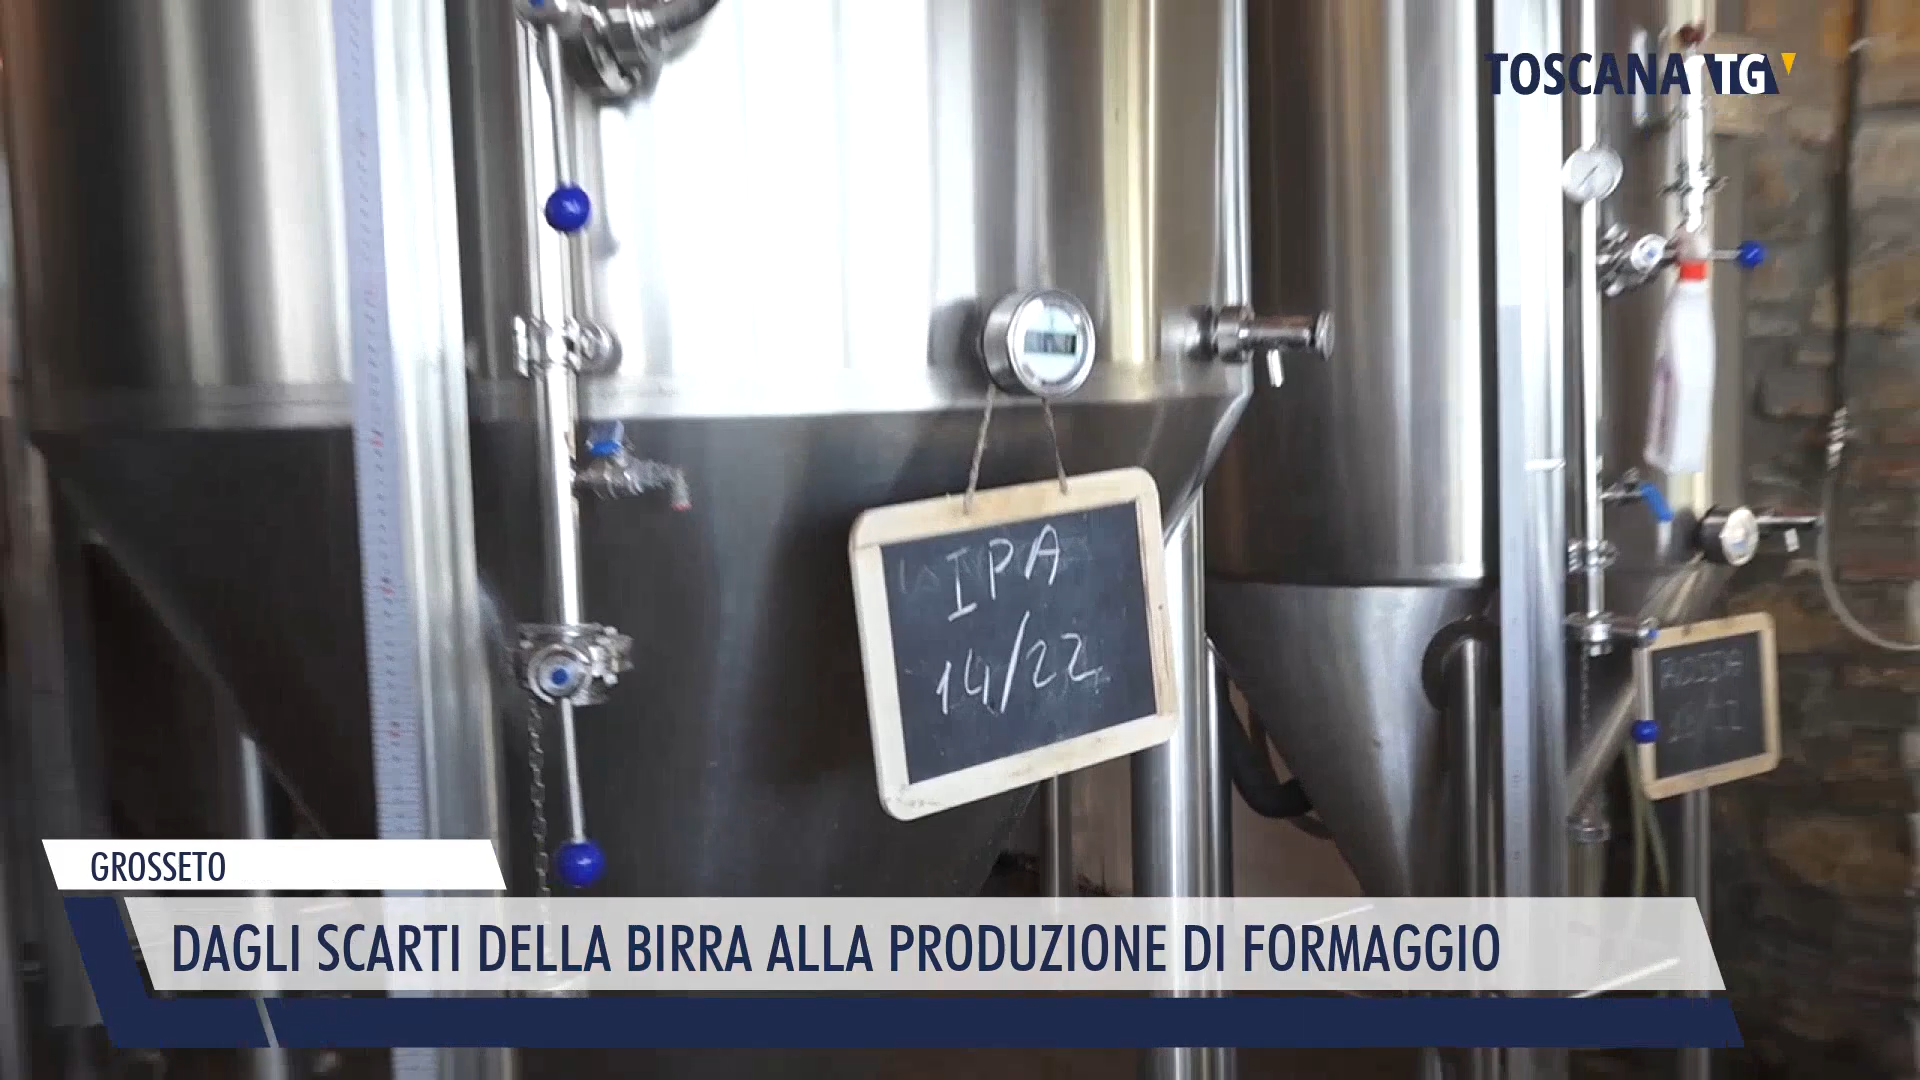 TOSCANA TG
IPA
14/22
GROSSETO
DAGLI SCARTI DELLA BIRRA ALLA PRODUZIONE DI FORMAGGIO